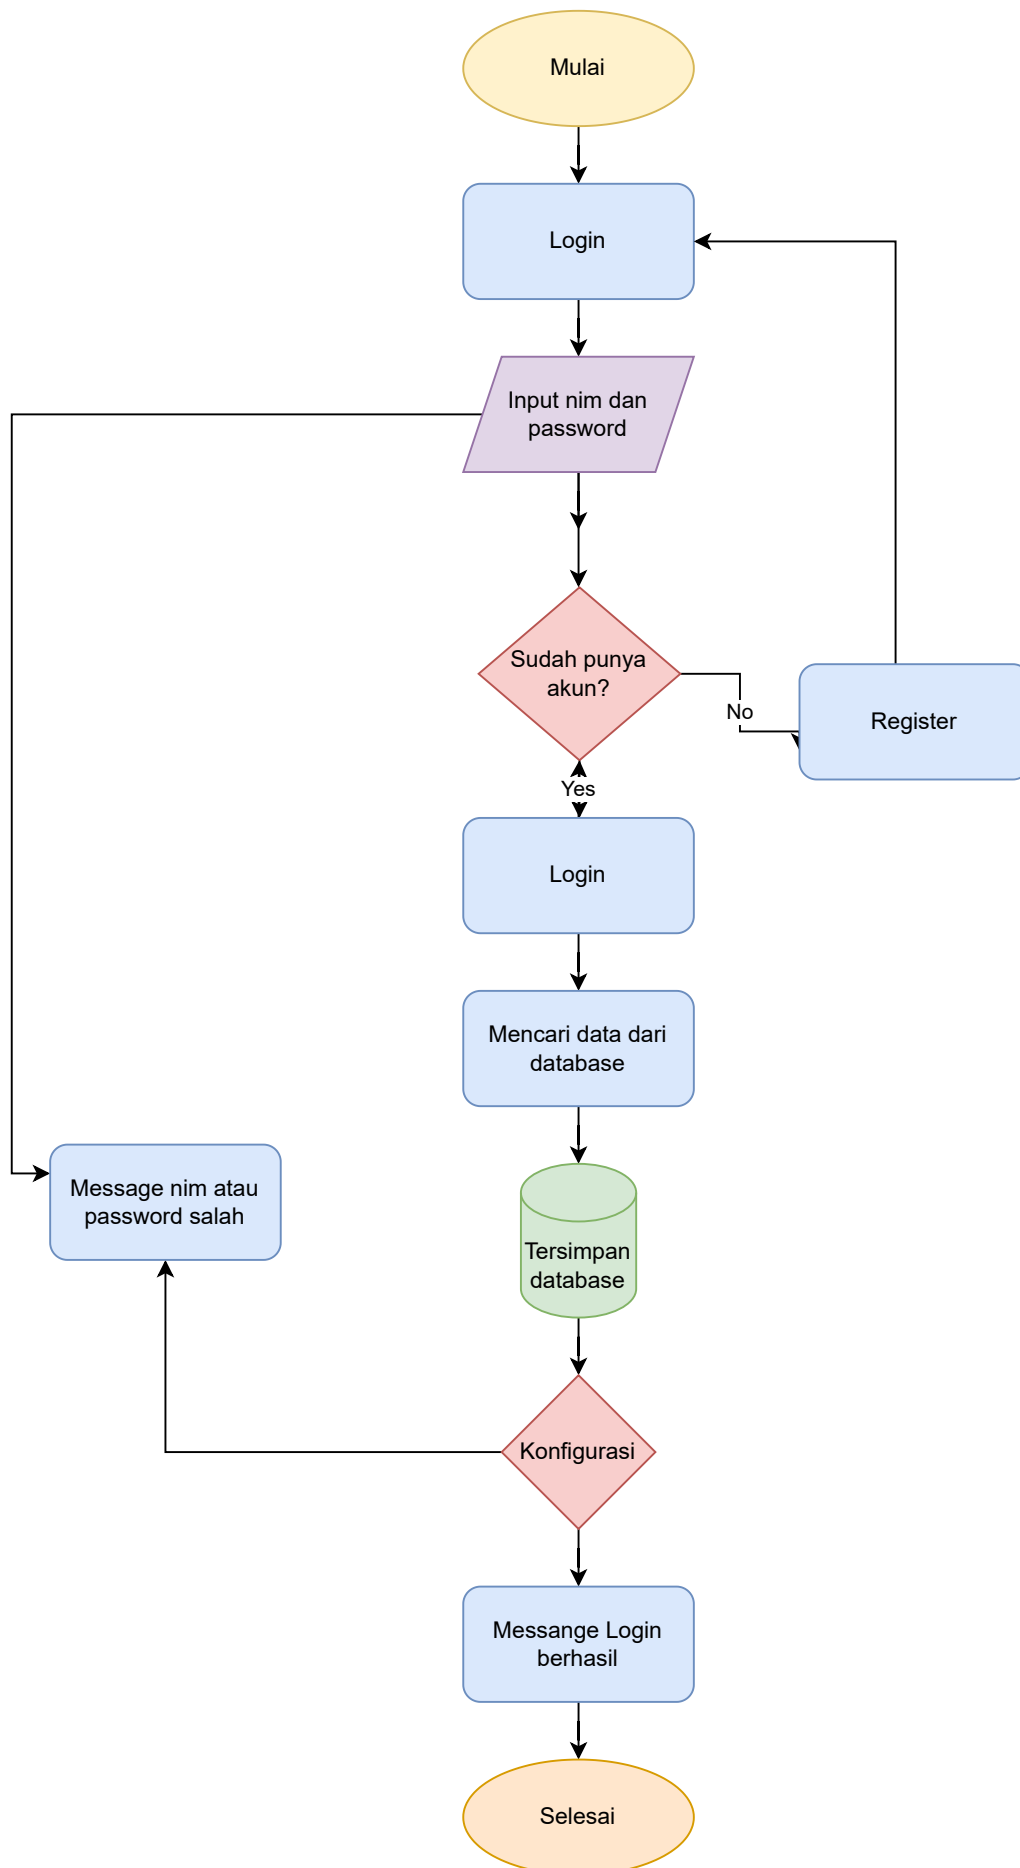 Mulai
Login
Input nim dan
password
Sudah punya
akun?
No
Register
Yes
Login
Mencari data dari
database
Message nim atau
password salah
Tersimpan
database
Konfigurasi
Messange Login
berhasil
Selesai